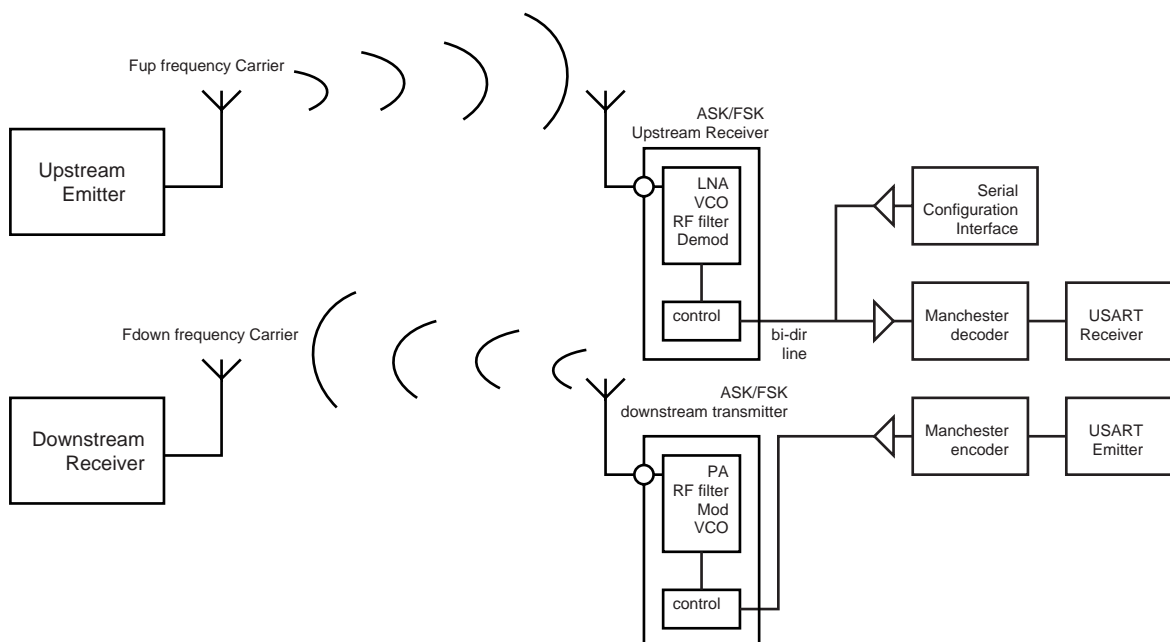 Fup frequency Carrier
Upstream
Emitter
ASK/FSK
Upstream Receiver
LNA
VCO
RF filter
Demod
control
bi-dir
line
Serial
Configuration
Interface
Manchester
decoder
USART
Receiver
Fdown frequency Carrier
Downstream
Receiver
ASK/FSK
downstream transmitter
PA
RF filter
Mod
VCO
control
Manchester
encoder
USART
Emitter